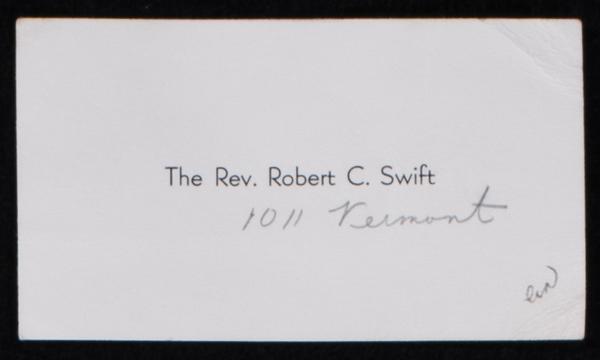 The Rev. Robert C. Swift
1011 Vermont